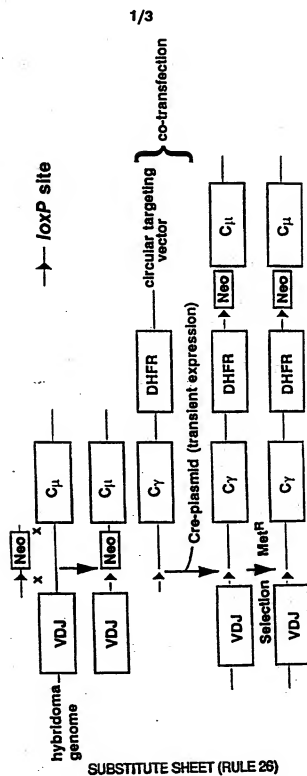 1/3
loxP site
Neo
x x
hybridoma genome
VDJ Cμ
VDJ Neo Cμ
Cγ DHFR circular targeting vector
co-transfection
Cre-plasmid (transient expression)
VDJ Cγ DHFR Neo Cμ
Selection Met^R
VDJ Cγ DHFR Neo Cμ
SUBSTITUTE SHEET (RULE 26)